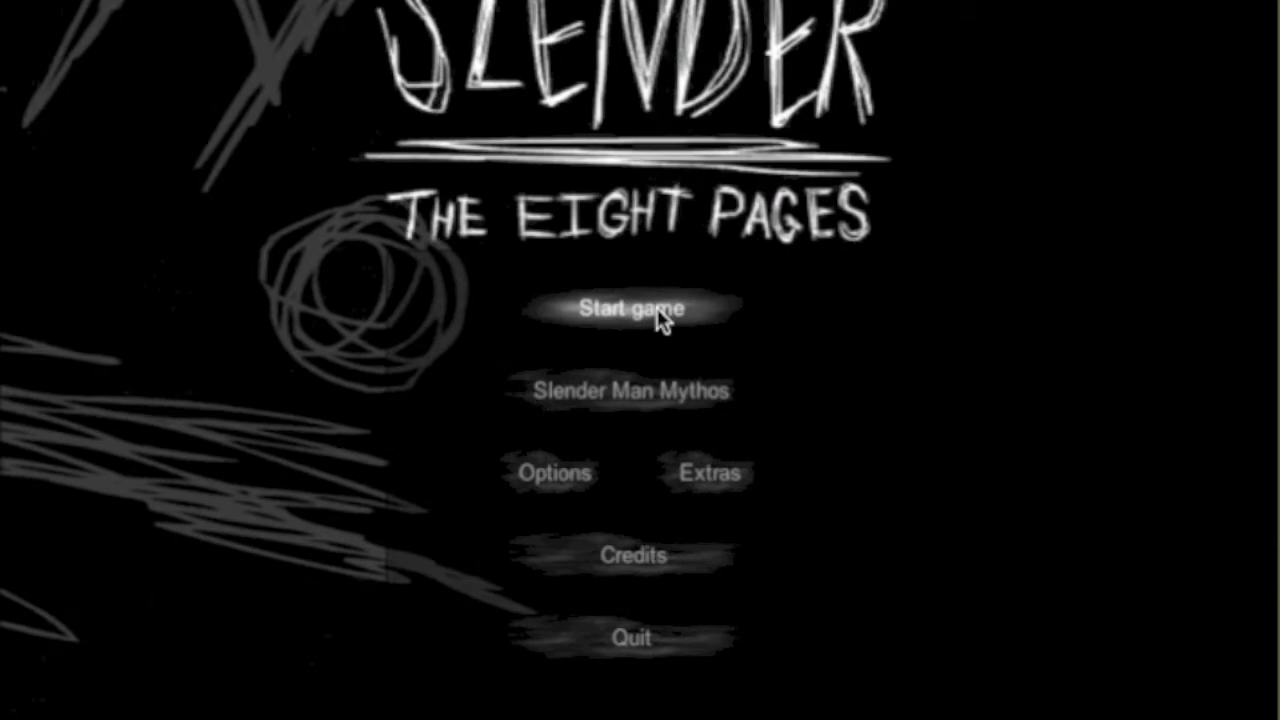 SLENDER
THE EIGHT PAGES
Start game
Slender Man Mythos
Options Extras
Credits
Quit